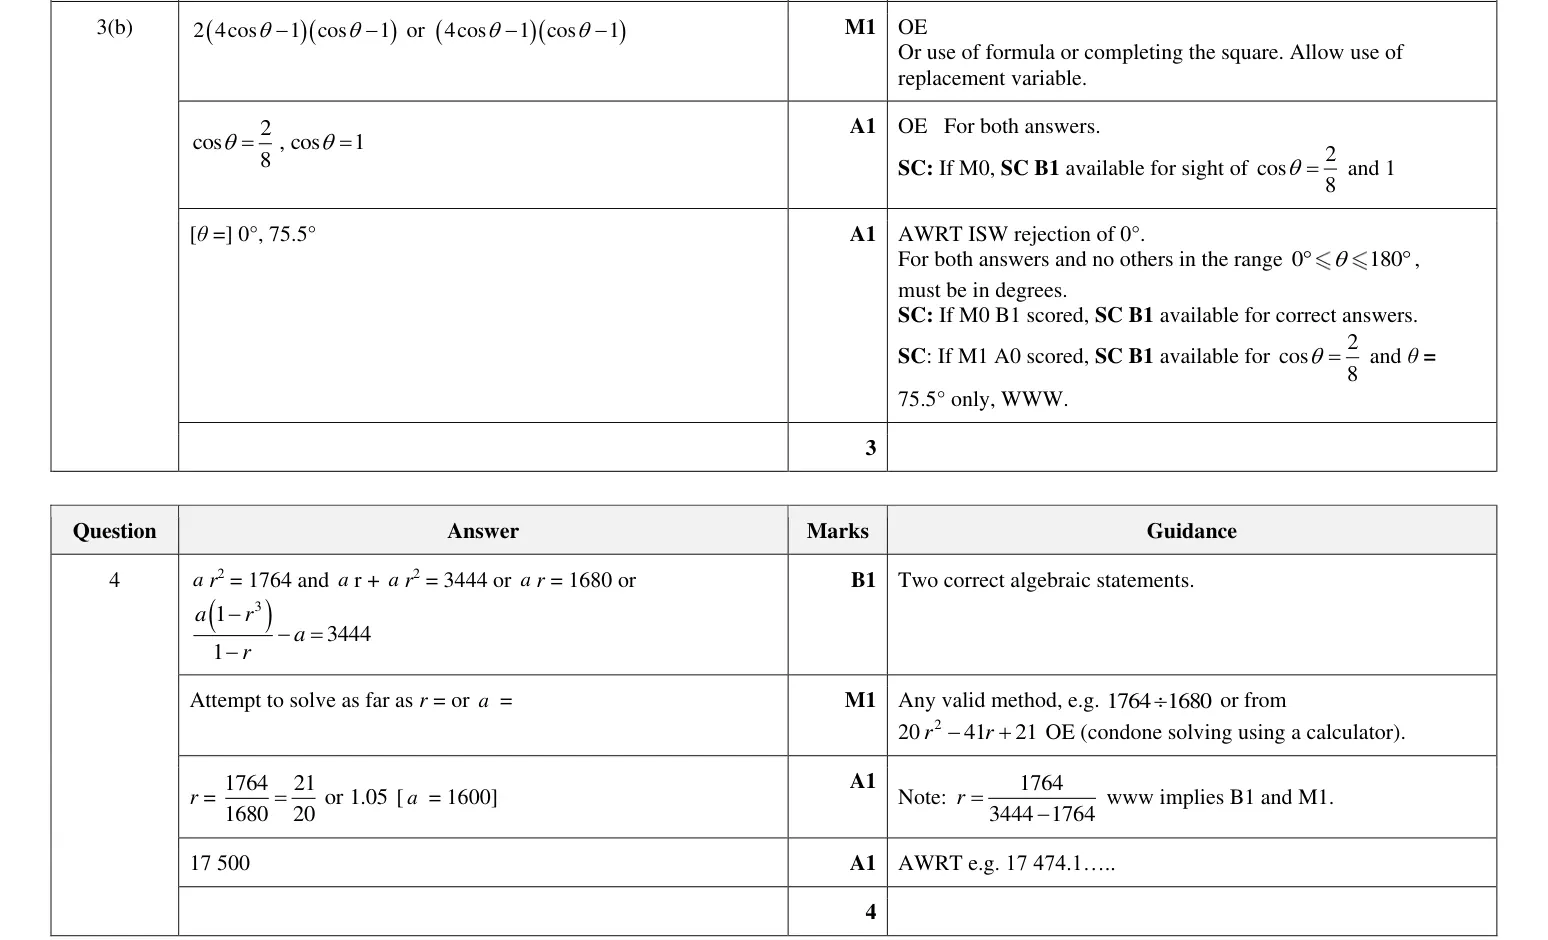 3(b) 2(4cosθ−1)(cosθ−1) or (4cosθ−1)(cosθ−1) M1 OE
Or use of formula or completing the square. Allow use of
replacement variable.
cosθ = 2/8 , cosθ = 1 A1 OE For both answers.
SC: If M0, SC B1 available for sight of cosθ = 2/8 and 1
[θ =] 0°, 75.5° A1 AWRT ISW rejection of 0°.
For both answers and no others in the range 0° ⩽ θ ⩽ 180° ,
must be in degrees.
SC: If M0 B1 scored, SC B1 available for correct answers.
SC: If M1 A0 scored, SC B1 available for cosθ = 2/8 and θ =
75.5° only, WWW.
3
Question Answer Marks Guidance
4 a r² = 1764 and a r + a r² = 3444 or a r = 1680 or B1 Two correct algebraic statements.
a(1−r³)/(1−r) − a = 3444
Attempt to solve as far as r = or a = M1 Any valid method, e.g. 1764 ÷ 1680 or from
20 r² − 41r + 21 OE (condone solving using a calculator).
r = 1764/1680 = 21/20 or 1.05 [ a = 1600] A1 Note: r = 1764/(3444 − 1764) www implies B1 and M1.
17 500 A1 AWRT e.g. 17 474.1…..
4